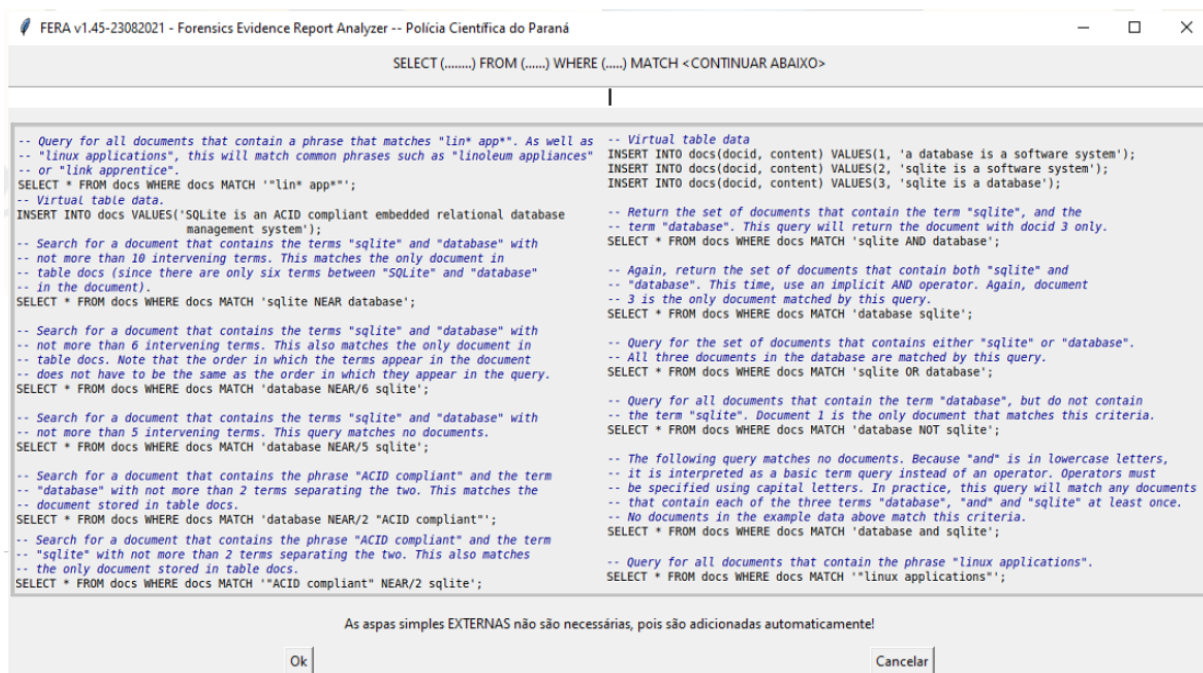 FERA v1.45-23082021 - Forensics Evidence Report Analyzer -- Polícia Científica do Paraná
SELECT (........) FROM (......) WHERE (.....) MATCH <CONTINUAR ABAIXO>
-- Query for all documents that contain a phrase that matches "lin* app*". As well as
-- "linux applications", this will match common phrases such as "linoleum appliances"
-- or "link apprentice".
SELECT * FROM docs WHERE docs MATCH '"lin* app*"';
-- Virtual table data.
INSERT INTO docs VALUES('SQLite is an ACID compliant embedded relational database
management system');
-- Search for a document that contains the terms "sqlite" and "database" with
-- not more than 10 intervening terms. This matches the only document in
-- table docs (since there are only six terms between "SQLite" and "database"
-- in the document).
SELECT * FROM docs WHERE docs MATCH 'sqlite NEAR database';
-- Search for a document that contains the terms "sqlite" and "database" with
-- not more than 6 intervening terms. This also matches the only document in
-- table docs. Note that the order in which the terms appear in the document
-- does not have to be the same as the order in which they appear in the query.
SELECT * FROM docs WHERE docs MATCH 'database NEAR/6 sqlite';
-- Search for a document that contains the terms "sqlite" and "database" with
-- not more than 5 intervening terms. This query matches no documents.
SELECT * FROM docs WHERE docs MATCH 'database NEAR/5 sqlite';
-- Search for a document that contains the phrase "ACID compliant" and the term
-- "database" with not more than 2 terms separating the two. This matches the
-- document stored in table docs.
SELECT * FROM docs WHERE docs MATCH 'database NEAR/2 "ACID compliant"';
-- Search for a document that contains the phrase "ACID compliant" and the term
-- "sqlite" with not more than 2 terms separating the two. This also matches
-- the only document stored in table docs.
SELECT * FROM docs WHERE docs MATCH '"ACID compliant" NEAR/2 sqlite';
-- Virtual table data
INSERT INTO docs(docid, content) VALUES(1, 'a database is a software system');
INSERT INTO docs(docid, content) VALUES(2, 'sqlite is a software system');
INSERT INTO docs(docid, content) VALUES(3, 'sqlite is a database');
-- Return the set of documents that contain the term "sqlite", and the
-- term "database". This query will return the document with docid 3 only.
SELECT * FROM docs WHERE docs MATCH 'sqlite AND database';
-- Again, return the set of documents that contain both "sqlite" and
-- "database". This time, use an implicit AND operator. Again, document
-- 3 is the only document matched by this query.
SELECT * FROM docs WHERE docs MATCH 'database sqlite';
-- Query for the set of documents that contains either "sqlite" or "database".
-- All three documents in the database are matched by this query.
SELECT * FROM docs WHERE docs MATCH 'sqlite OR database';
-- Query for all documents that contain the term "database", but do not contain
-- the term "sqlite". Document 1 is the only document that matches this criteria.
SELECT * FROM docs WHERE docs MATCH 'database NOT sqlite';
-- The following query matches no documents. Because "and" is in lowercase letters,
-- it is interpreted as a basic term query instead of an operator. Operators must
-- be specified using capital letters. In practice, this query will match any documents
-- that contain each of the three terms "database", "and" and "sqlite" at least once.
-- No documents in the example data above match this criteria.
SELECT * FROM docs WHERE docs MATCH 'database and sqlite';
-- Query for all documents that contain the phrase "linux applications".
SELECT * FROM docs WHERE docs MATCH '"linux applications"';
As aspas simples EXTERNAS não são necessárias, pois são adicionadas automaticamente!
Ok
Cancelar